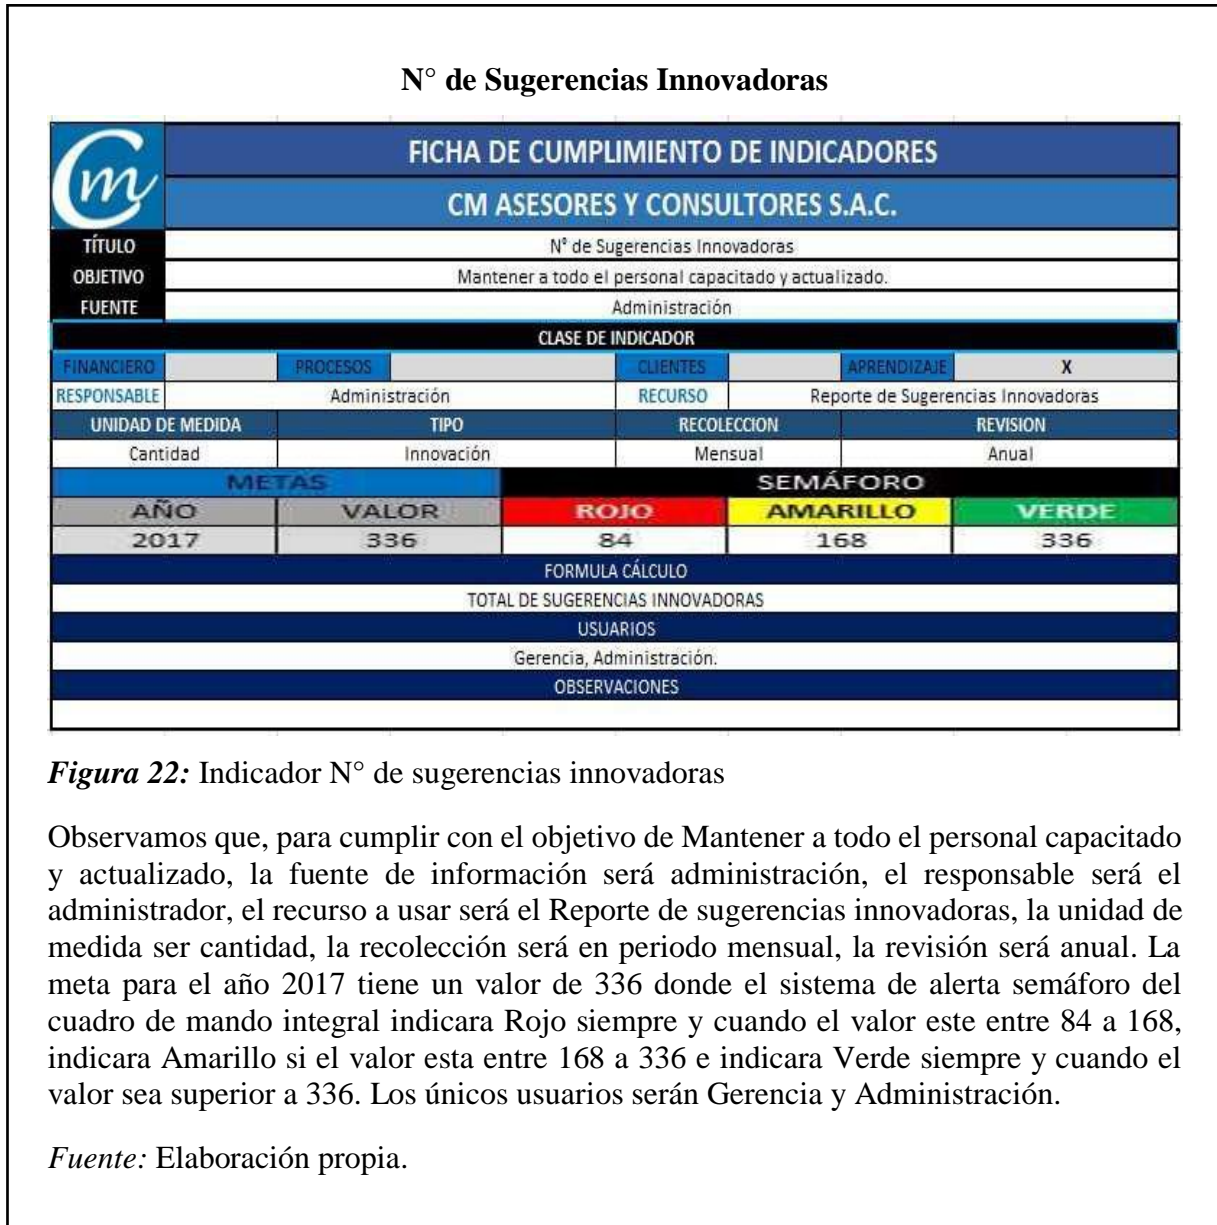 N° de Sugerencias Innovadoras
Cm
FICHA DE CUMPLIMIENTO DE INDICADORES
CM ASESORES Y CONSULTORES S.A.C.
TÍTULO N° de Sugerencias Innovadoras
OBJETIVO Mantener a todo el personal capacitado y actualizado.
FUENTE Administración
CLASE DE INDICADOR
FINANCIERO PROCESOS CLIENTES APRENDIZAJE X
RESPONSABLE Administración RECURSO Reporte de Sugerencias Innovadoras
UNIDAD DE MEDIDA TIPO RECOLECCION REVISION
Cantidad Innovación Mensual Anual
METAS SEMÁFORO
AÑO VALOR ROJO AMARILLO VERDE
2017 336 84 168 336
FORMULA CÁLCULO
TOTAL DE SUGERENCIAS INNOVADORAS
USUARIOS
Gerencia, Administración.
OBSERVACIONES
Figura 22: Indicador N° de sugerencias innovadoras
Observamos que, para cumplir con el objetivo de Mantener a todo el personal capacitado
y actualizado, la fuente de información será administración, el responsable será el
administrador, el recurso a usar será el Reporte de sugerencias innovadoras, la unidad de
medida ser cantidad, la recolección será en periodo mensual, la revisión será anual. La
meta para el año 2017 tiene un valor de 336 donde el sistema de alerta semáforo del
cuadro de mando integral indicara Rojo siempre y cuando el valor este entre 84 a 168,
indicara Amarillo si el valor esta entre 168 a 336 e indicara Verde siempre y cuando el
valor sea superior a 336. Los únicos usuarios serán Gerencia y Administración.
Fuente: Elaboración propia.